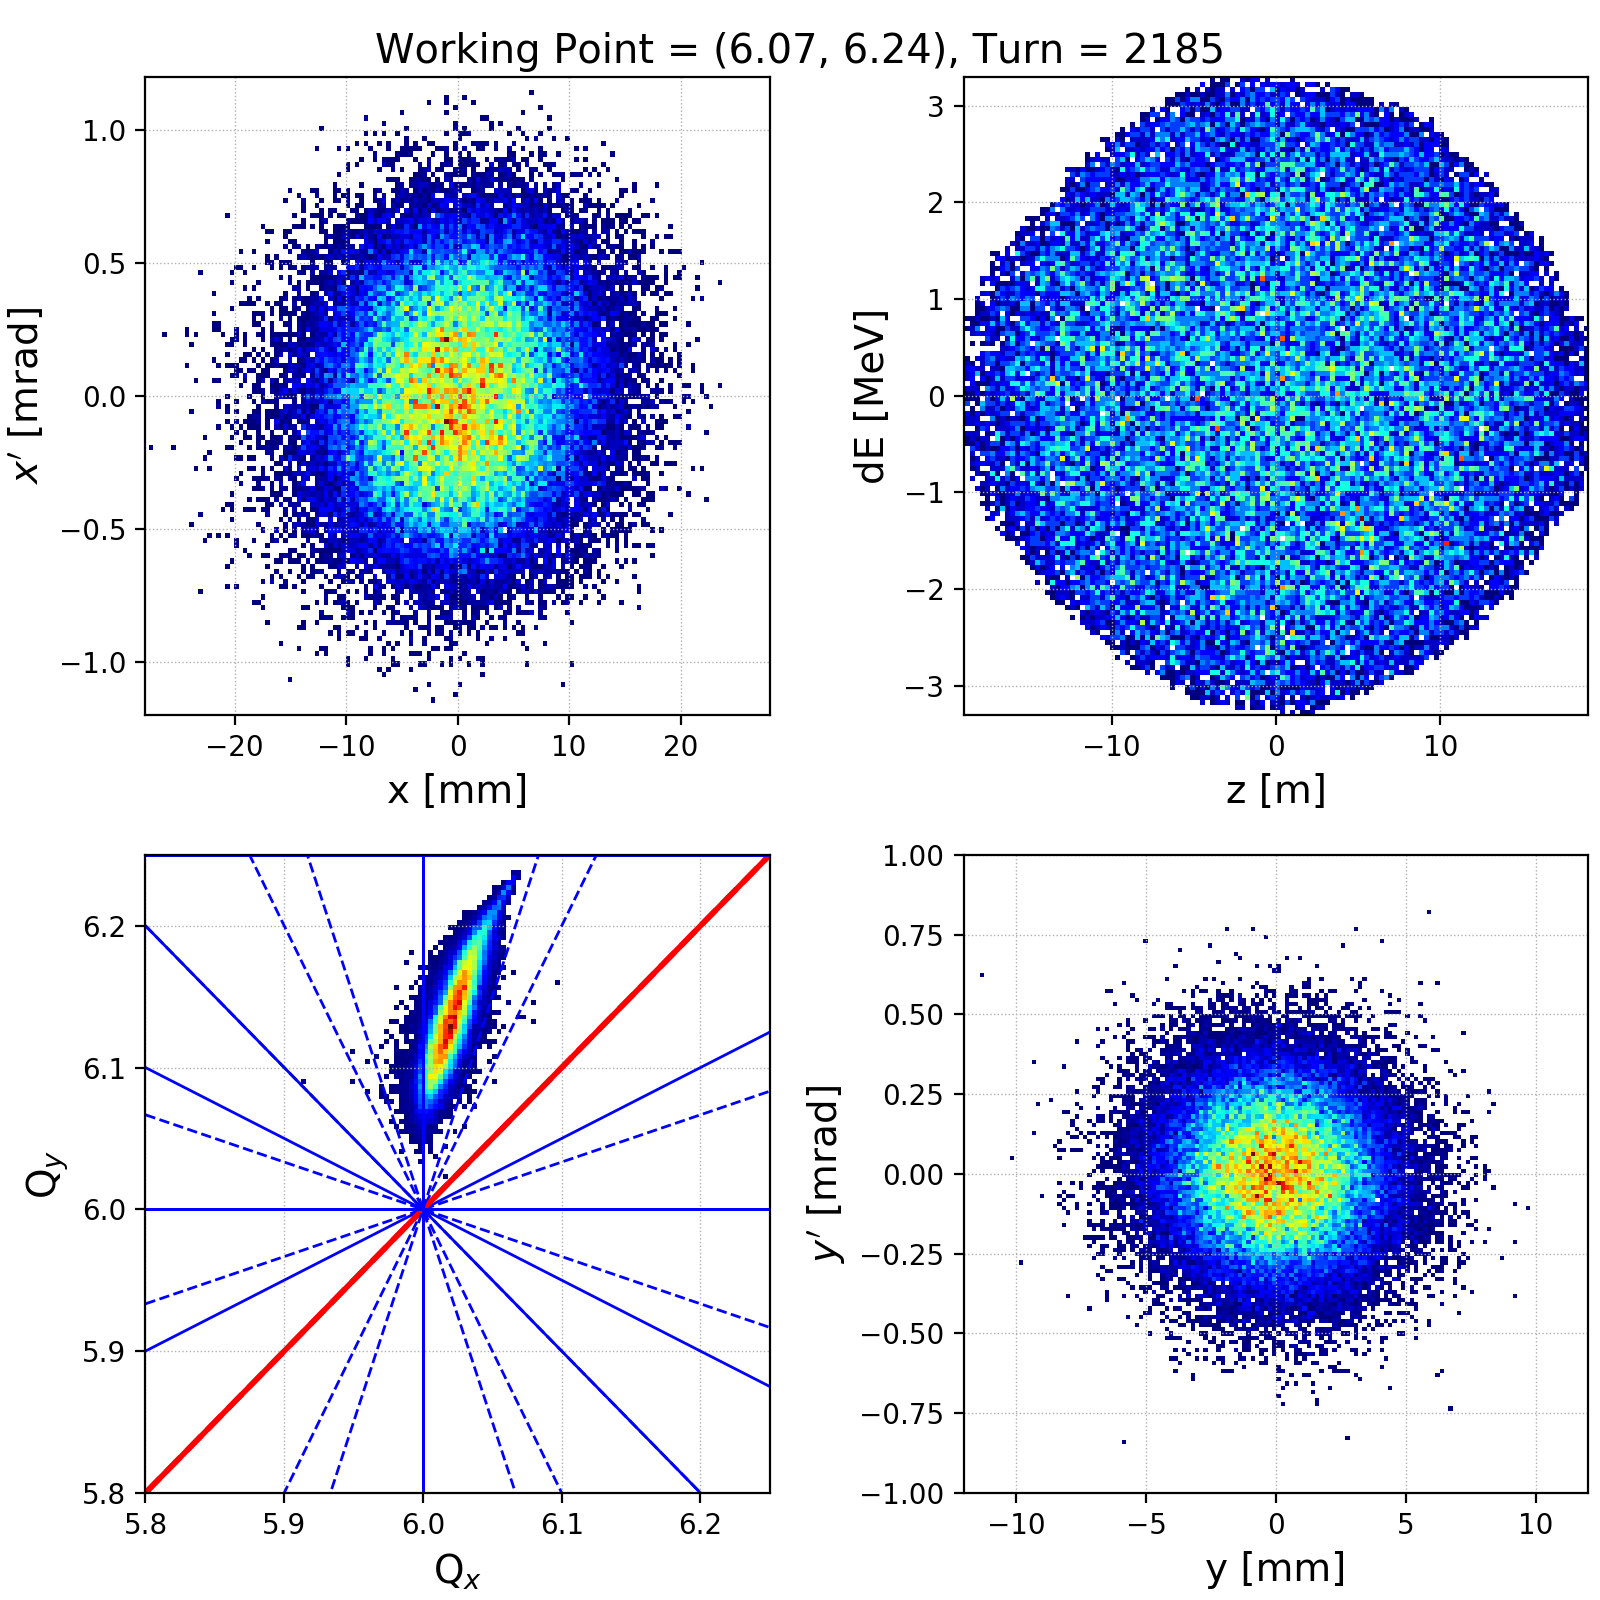 Working Point = (6.07, 6.24), Turn = 2185
1.0
0.5
0.0
−0.5
−1.0
x′ [mrad]
−20 −10 0 10 20
x [mm]
3
2
1
0
−1
−2
−3
dE [MeV]
−10 0 10
z [m]
6.2
6.1
6.0
5.9
5.8
Qy
5.8 5.9 6.0 6.1 6.2
Qx
1.00
0.75
0.50
0.25
0.00
−0.25
−0.50
−0.75
−1.00
y′ [mrad]
−10 −5 0 5 10
y [mm]